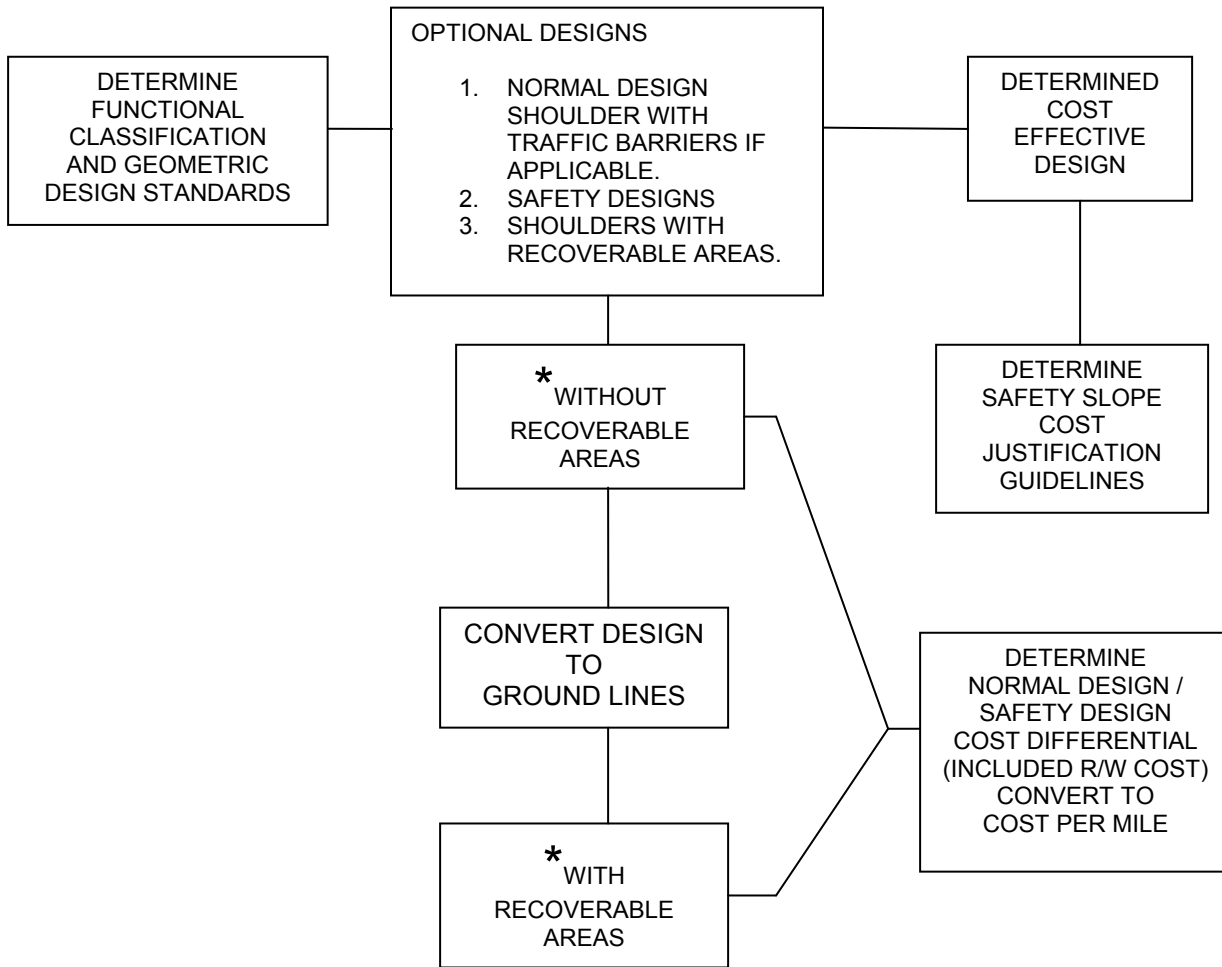 DETERMINE
FUNCTIONAL
CLASSIFICATION
AND GEOMETRIC
DESIGN STANDARDS
OPTIONAL DESIGNS
1. NORMAL DESIGN
SHOULDER WITH
TRAFFIC BARRIERS IF
APPLICABLE.
2. SAFETY DESIGNS
3. SHOULDERS WITH
RECOVERABLE AREAS.
DETERMINED
COST
EFFECTIVE
DESIGN
*WITHOUT
RECOVERABLE
AREAS
DETERMINE
SAFETY SLOPE
COST
JUSTIFICATION
GUIDELINES
CONVERT DESIGN
TO
GROUND LINES
DETERMINE
NORMAL DESIGN /
SAFETY DESIGN
COST DIFFERENTIAL
(INCLUDED R/W COST)
CONVERT TO
COST PER MILE
*WITH
RECOVERABLE
AREAS